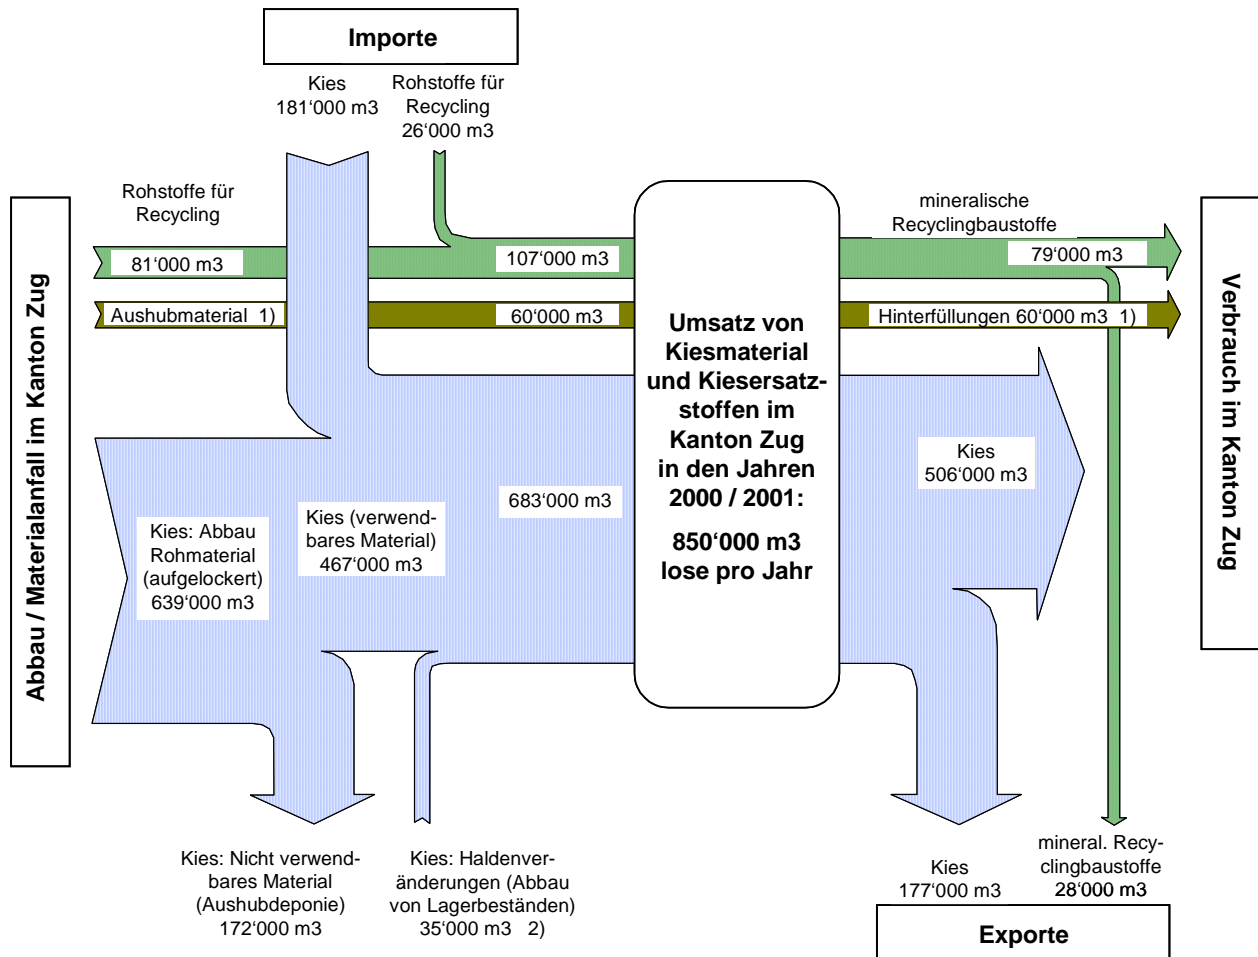 Importe
Kies
181‘000 m3
Rohstoffe für
Recycling
26‘000 m3
Abbau / Materialanfall im Kanton Zug
Rohstoffe für
Recycling
81‘000 m3
107‘000 m3
Aushubmaterial 1)
60‘000 m3
Umsatz von
Kiesmaterial
und Kiesersatz-
stoffen im
Kanton Zug
in den Jahren
2000 / 2001:
850‘000 m3
lose pro Jahr
mineralische
Recyclingbaustoffe
79‘000 m3
Hinterfüllungen 60‘000 m3 1)
Verbrauch im Kanton Zug
Kies
506‘000 m3
683‘000 m3
Kies (verwend-
bares Material)
467‘000 m3
Kies: Abbau
Rohmaterial
(aufgelockert)
639‘000 m3
Kies: Nicht verwend-
bares Material
(Aushubdeponie)
172‘000 m3
Kies: Haldenver-
änderungen (Abbau
von Lagerbeständen)
35‘000 m3 2)
Kies
177‘000 m3
mineral. Recy-
clingbaustoffe
28‘000 m3
Exporte